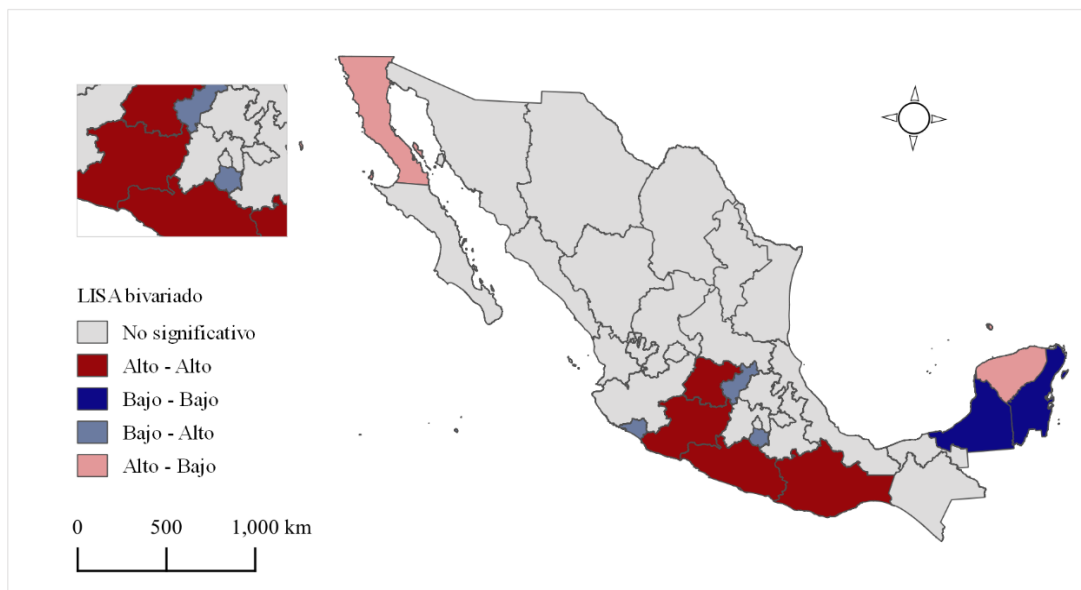 LISA bivariado
No significativo
Alto - Alto
Bajo - Bajo
Bajo - Alto
Alto - Bajo
0 500 1,000 km